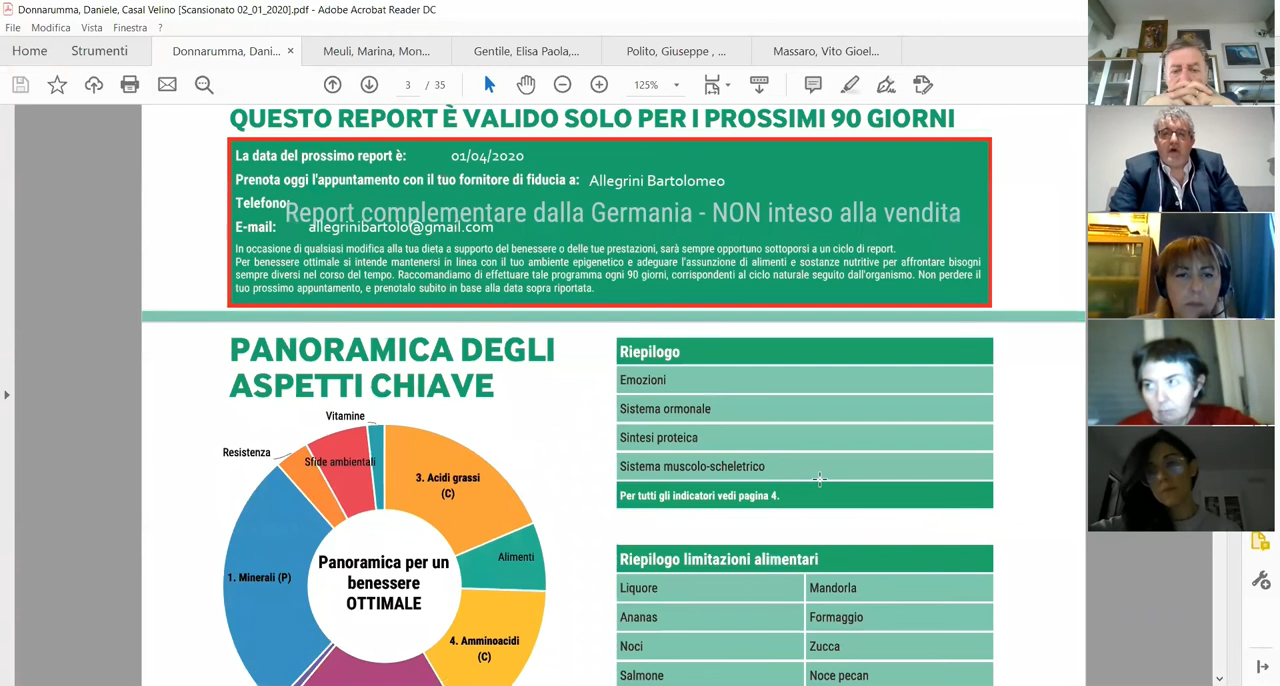 Donnarumma, Daniele, Casal Velino [Scansionato 02_01_2020].pdf - Adobe Acrobat Reader DC
File Modifica Vista Finestra ?
Home Strumenti Donnarumma, Dani... × Meuli, Marina, Mon... Gentile, Elisa Paola,... Polito, Giuseppe , ... Massaro, Vito Gioel...
3 / 35 125%
QUESTO REPORT È VALIDO SOLO PER I PROSSIMI 90 GIORNI
La data del prossimo report è: 01/04/2020
Prenota oggi l'appuntamento con il tuo fornitore di fiducia a: Allegrini Bartolomeo
Telefono:
Report complementare dalla Germania - NON inteso alla vendita
E-mail: allegrinibartolo@gmail.com
In occasione di qualsiasi modifica alla tua dieta a supporto del benessere o delle tue prestazioni, sarà sempre opportuno sottoporsi a un ciclo di report.
Per benessere ottimale si intende mantenersi in linea con il tuo ambiente epigenetico e adeguare l'assunzione di alimenti e sostanze nutritive per affrontare bisogni
sempre diversi nel corso del tempo. Raccomandiamo di effettuare tale programma ogni 90 giorni, corrispondenti al ciclo naturale seguito dall'organismo. Non perdere il
tuo prossimo appuntamento, e prenotalo subito in base alla data sopra riportata.
PANORAMICA DEGLI
ASPETTI CHIAVE
Vitamine
Resistenza
Sfide ambientali
3. Acidi grassi
(C)
Alimenti
1. Minerali (P)
Panoramica per un
benessere
OTTIMALE
4. Amminoacidi
(C)
Riepilogo
Emozioni
Sistema ormonale
Sintesi proteica
Sistema muscolo-scheletrico
Per tutti gli indicatori vedi pagina 4.
Riepilogo limitazioni alimentari
Liquore Mandorla
Ananas Formaggio
Noci Zucca
Salmone Noce pecan